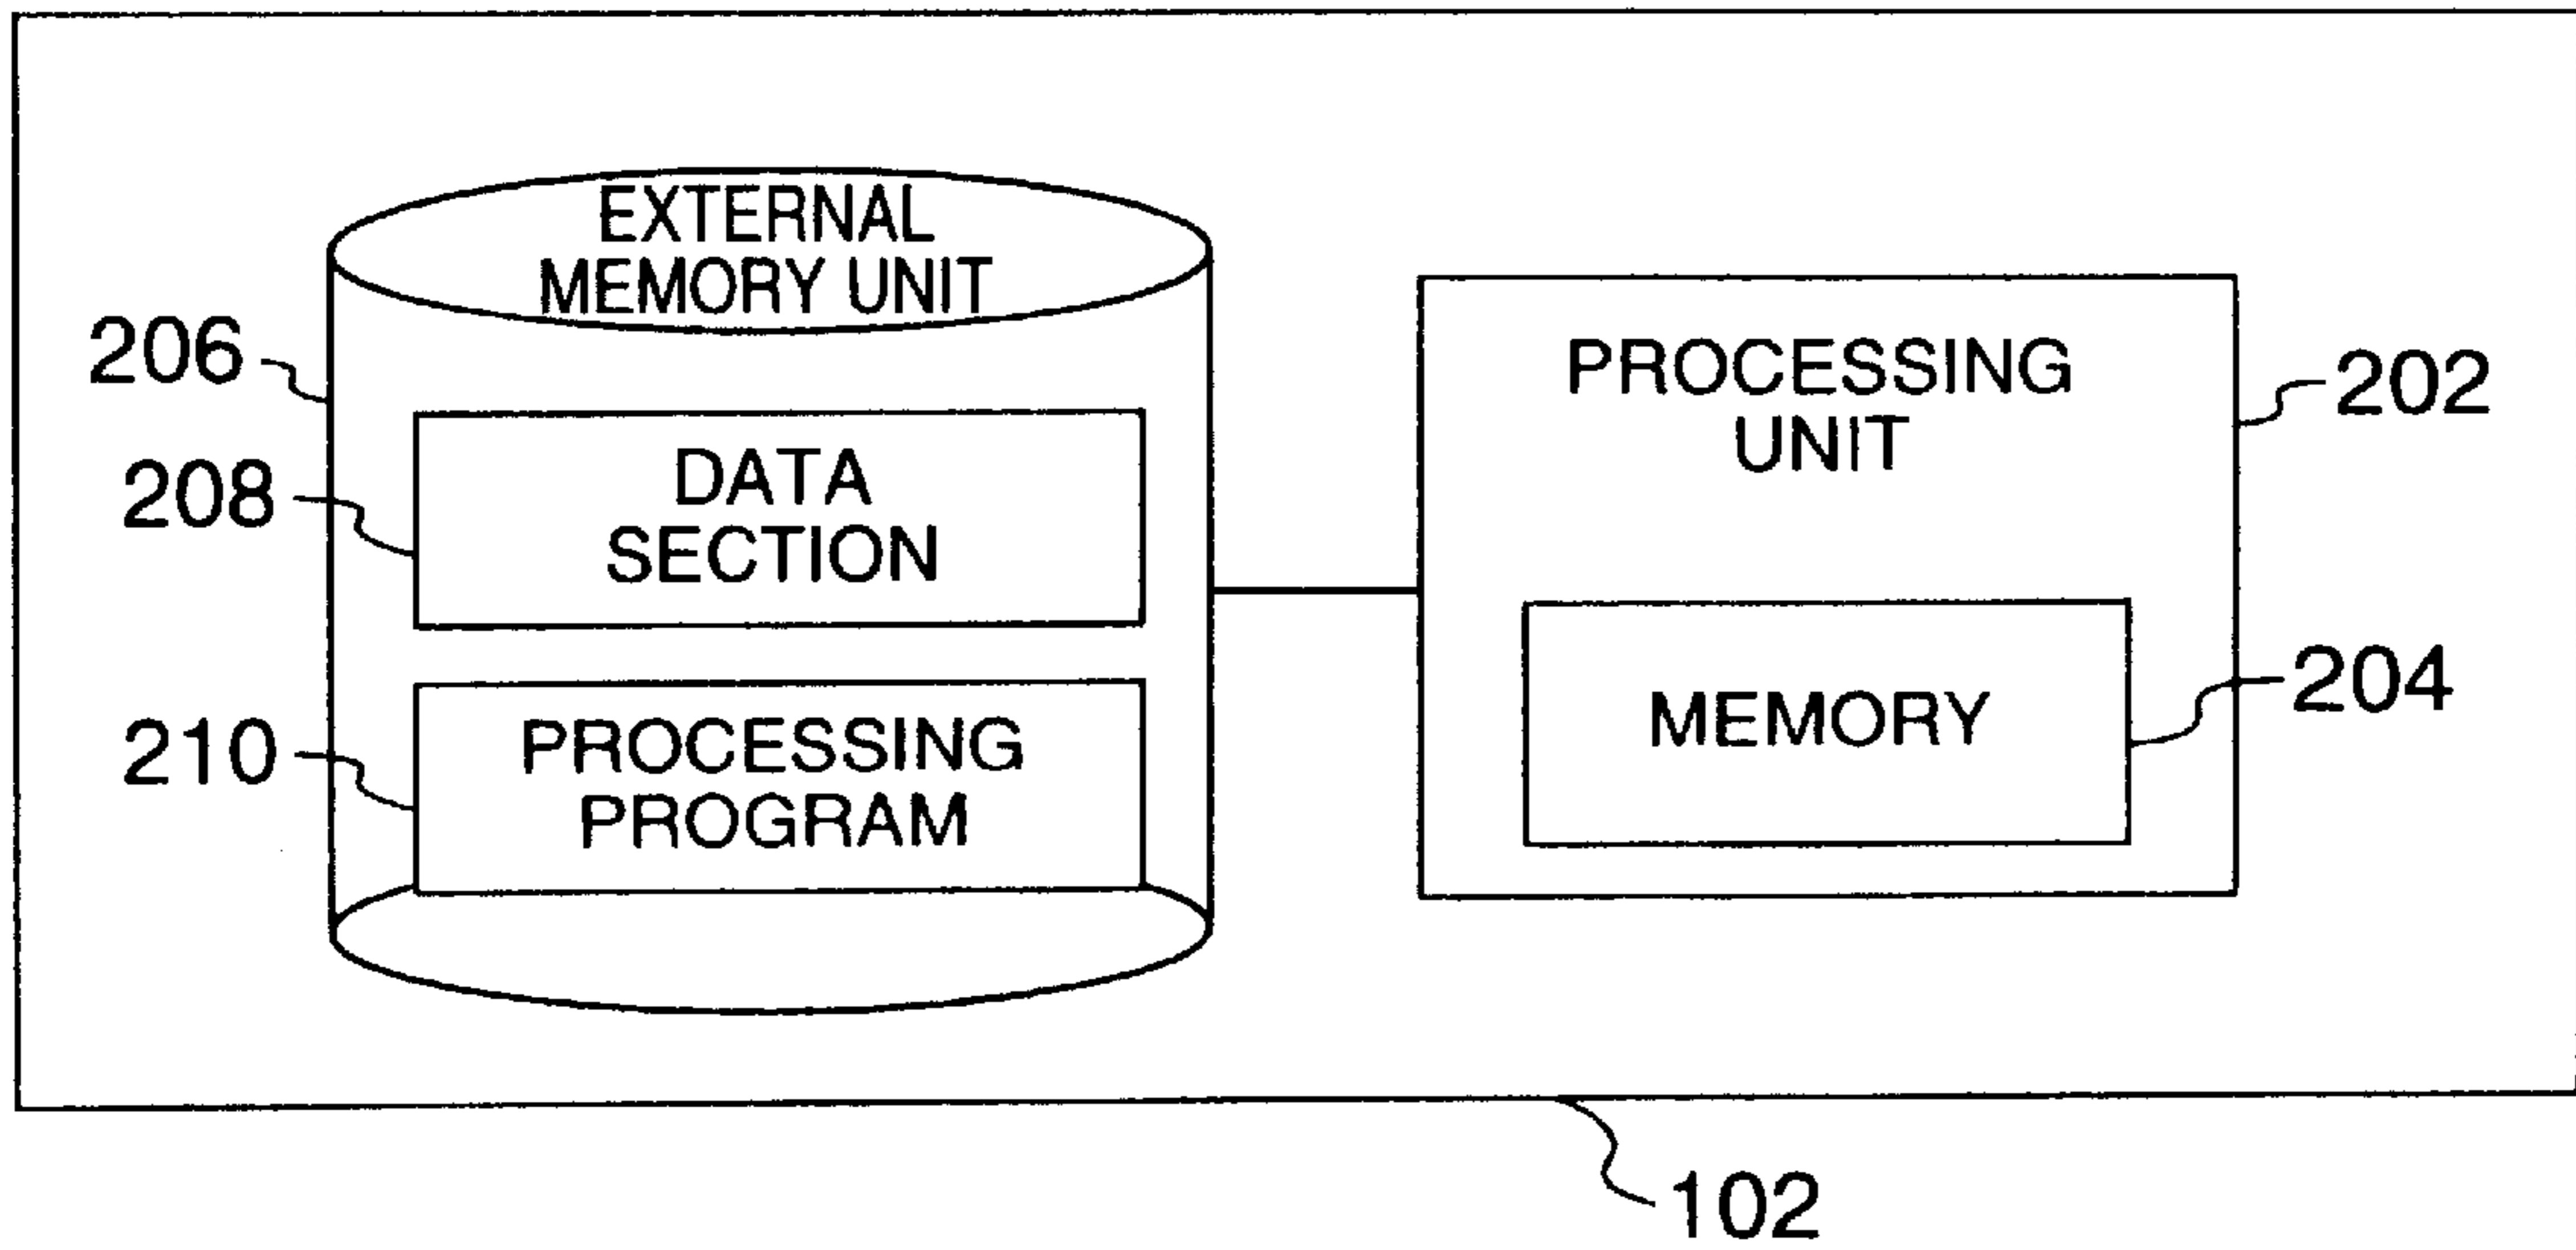 EXTERNAL
MEMORY UNIT
206
DATA
SECTION
208
PROCESSING
PROGRAM
210
PROCESSING
UNIT
202
MEMORY
204
102